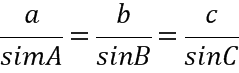 a/simA = b/sinB = c/sinC